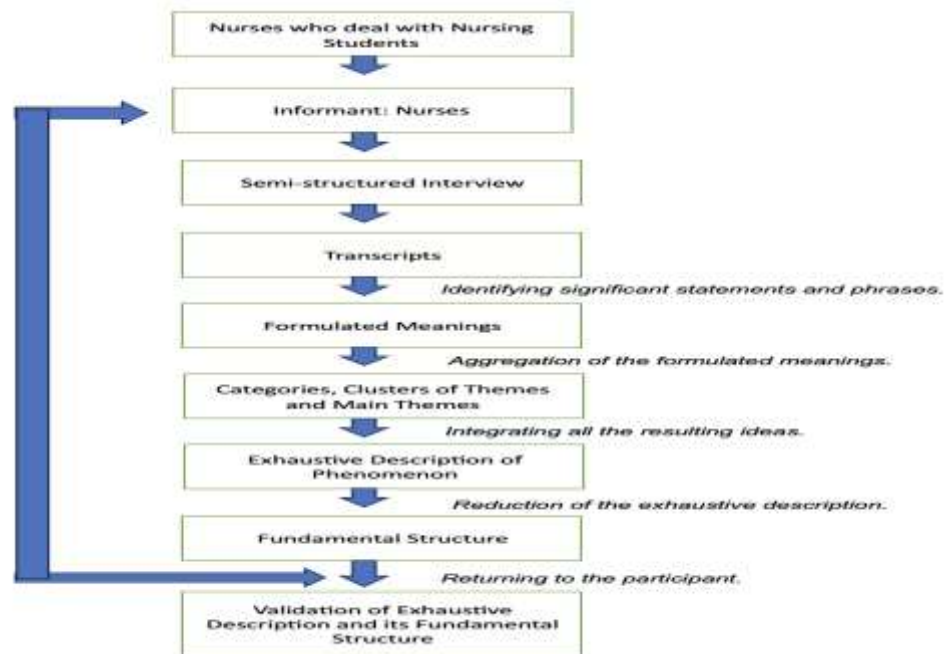 Nurses who deal with Nursing
Students
Informant: Nurses
Semi-structured Interview
Transcripts
Identifying significant statements and phrases.
Formulated Meanings
Aggregation of the formulated meanings.
Categories, Clusters of Themes
and Main Themes
Integrating all the resulting ideas.
Exhaustive Description of
Phenomenon
Reduction of the exhaustive description.
Fundamental Structure
Returning to the participant.
Validation of Exhaustive
Description and its Fundamental
Structure